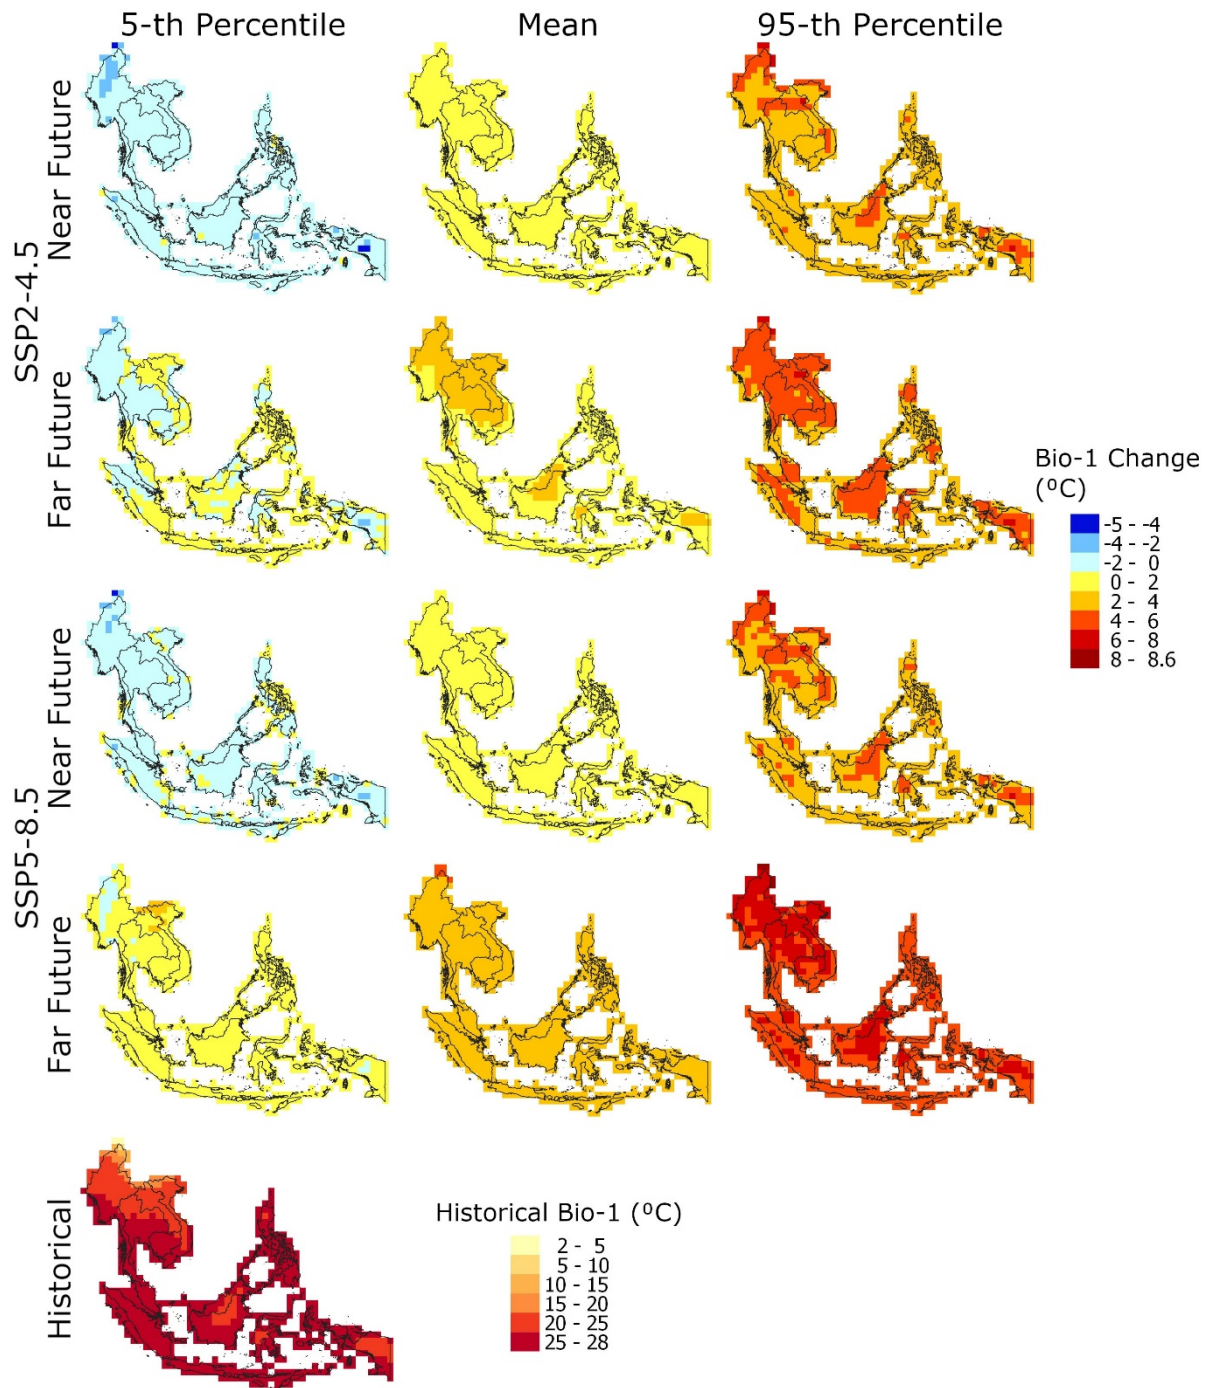 5-th Percentile
Mean
95-th Percentile
SSP2-4.5
Near Future
Far Future
Bio-1 Change
(⁰C)
-5 - -4
-4 - -2
-2 - 0
0 - 2
2 - 4
4 - 6
6 - 8
8 - 8.6
SSP5-8.5
Near Future
Far Future
Historical
Historical Bio-1 (⁰C)
2 - 5
5 - 10
10 - 15
15 - 20
20 - 25
25 - 28